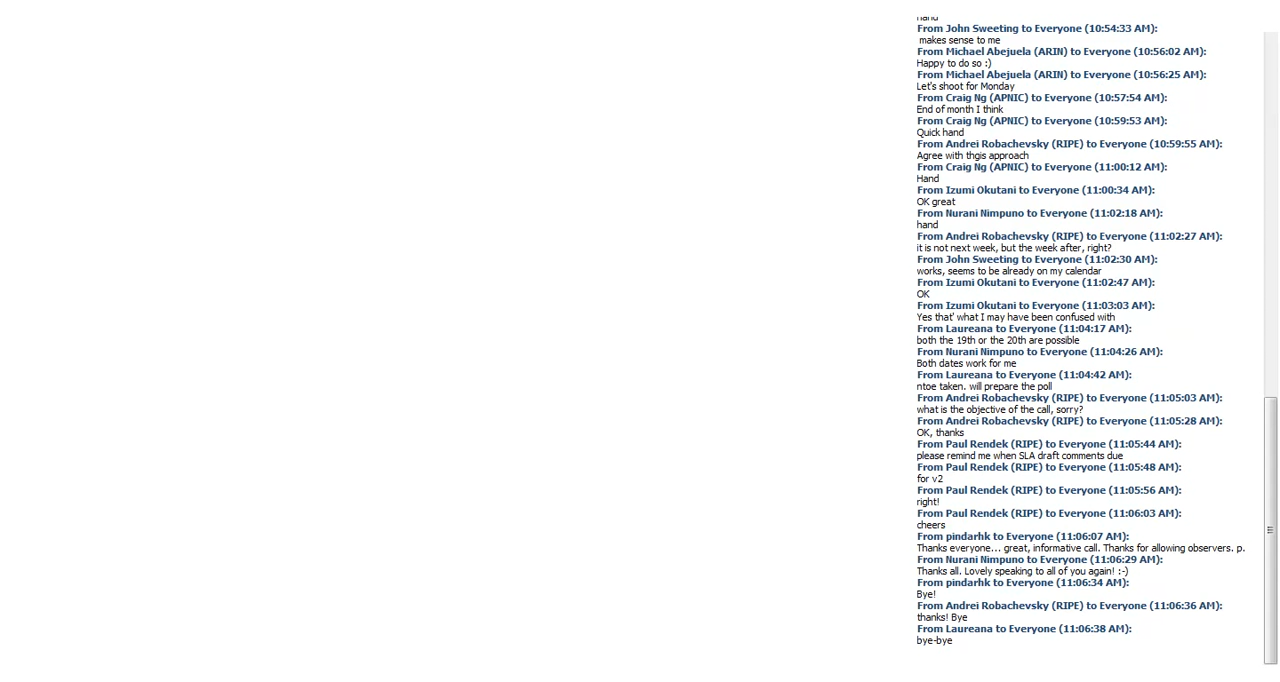 hand
From John Sweeting to Everyone (10:54:33 AM):
makes sense to me
From Michael Abejuela (ARIN) to Everyone (10:56:02 AM):
Happy to do so :)
From Michael Abejuela (ARIN) to Everyone (10:56:25 AM):
Let's shoot for Monday
From Craig Ng (APNIC) to Everyone (10:57:54 AM):
End of month I think
From Craig Ng (APNIC) to Everyone (10:59:53 AM):
Quick hand
From Andrei Robachevsky (RIPE) to Everyone (10:59:55 AM):
Agree with thgis approach
From Craig Ng (APNIC) to Everyone (11:00:12 AM):
Hand
From Izumi Okutani to Everyone (11:00:34 AM):
OK great
From Nurani Nimpuno to Everyone (11:02:18 AM):
hand
From Andrei Robachevsky (RIPE) to Everyone (11:02:27 AM):
it is not next week, but the week after, right?
From John Sweeting to Everyone (11:02:30 AM):
works, seems to be already on my calendar
From Izumi Okutani to Everyone (11:02:47 AM):
OK
From Izumi Okutani to Everyone (11:03:03 AM):
Yes that' what I may have been confused with
From Laureana to Everyone (11:04:17 AM):
both the 19th or the 20th are possible
From Nurani Nimpuno to Everyone (11:04:26 AM):
Both dates work for me
From Laureana to Everyone (11:04:42 AM):
ntoe taken. will prepare the poll
From Andrei Robachevsky (RIPE) to Everyone (11:05:03 AM):
what is the objective of the call, sorry?
From Andrei Robachevsky (RIPE) to Everyone (11:05:28 AM):
OK, thanks
From Paul Rendek (RIPE) to Everyone (11:05:44 AM):
please remind me when SLA draft comments due
From Paul Rendek (RIPE) to Everyone (11:05:48 AM):
for v2
From Paul Rendek (RIPE) to Everyone (11:05:56 AM):
right!
From Paul Rendek (RIPE) to Everyone (11:06:03 AM):
cheers
From pindarhk to Everyone (11:06:07 AM):
Thanks everyone... great, informative call. Thanks for allowing observers. p.
From Nurani Nimpuno to Everyone (11:06:29 AM):
Thanks all. Lovely speaking to all of you again! :-)
From pindarhk to Everyone (11:06:34 AM):
Bye!
From Andrei Robachevsky (RIPE) to Everyone (11:06:36 AM):
thanks! Bye
From Laureana to Everyone (11:06:38 AM):
bye-bye